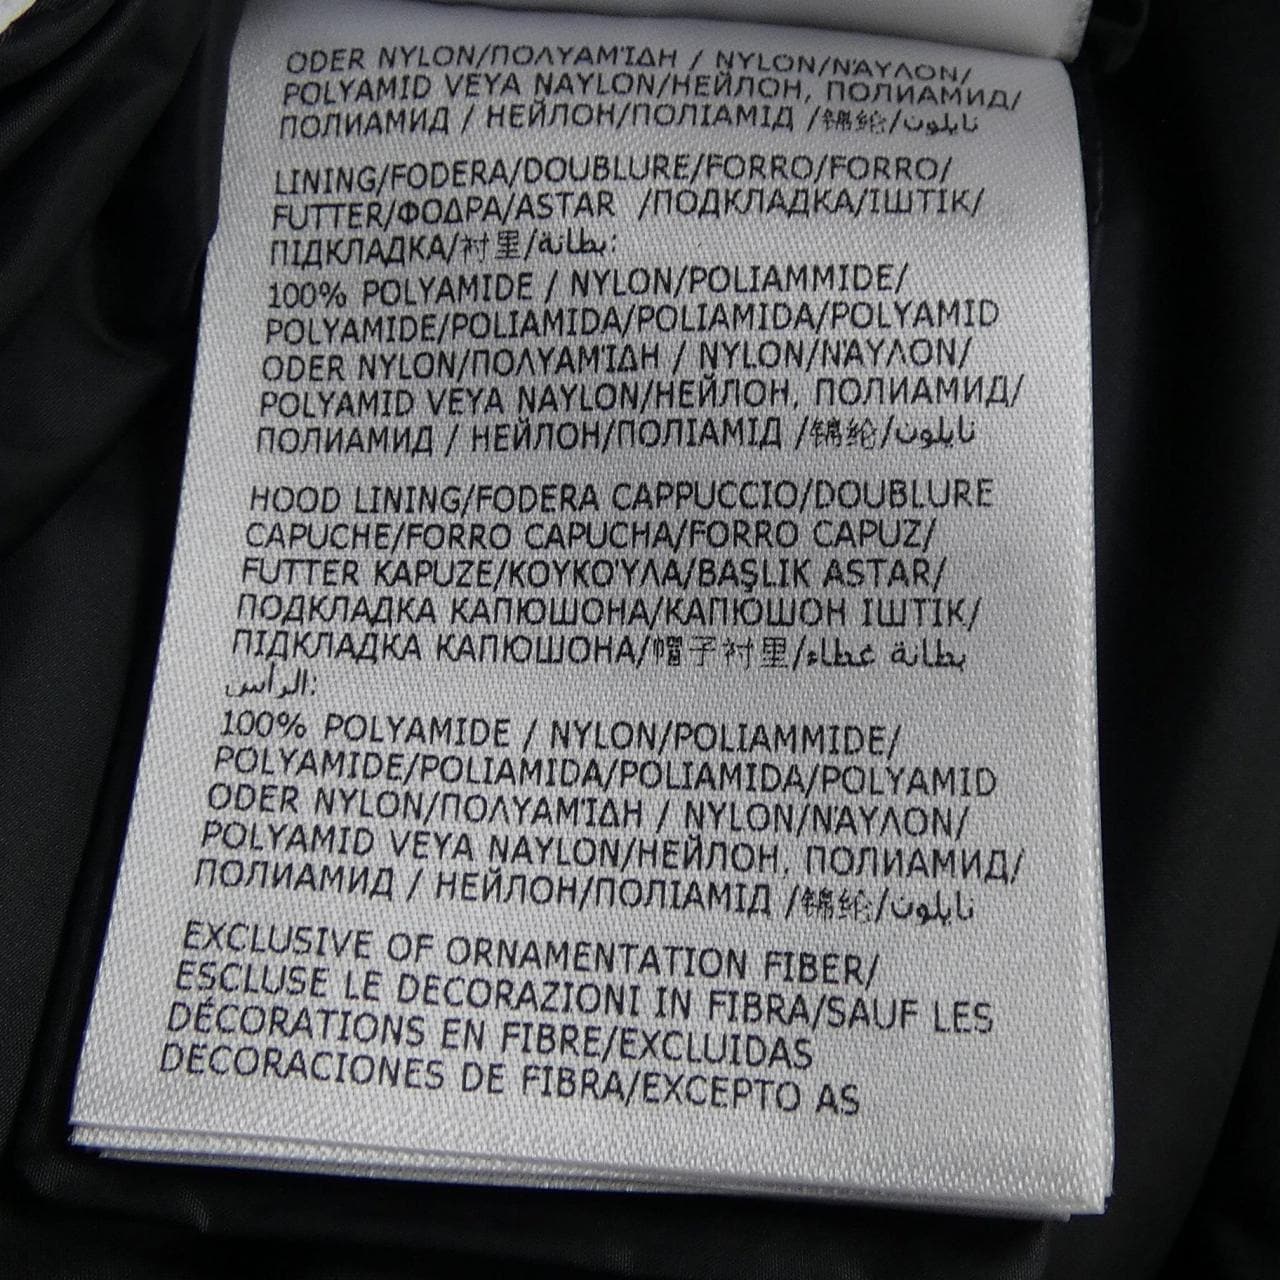 ODER NYLON/ΠΟΛΥΑΜΊΔΗ / NYLON/ΝΆΥΛΟΝ/
POLYAMID VEYA NAYLON/НЕЙЛОН, ПОЛИАМИД/
ПОЛИАМИД / НЕЙЛОН/ПОЛІАМІД /锦纶/نايلون
LINING/FODERA/DOUBLURE/FORRO/FORRO/
FUTTER/ΦΟΔΡΑ/ASTAR /ПОДКЛАДКА/ІШТІК/
ПІДКЛАДКА/衬里/بطانة:
100% POLYAMIDE / NYLON/POLIAMMIDE/
POLYAMIDE/POLIAMIDA/POLIAMIDA/POLYAMID
ODER NYLON/ΠΟΛΥΑΜΊΔΗ / NYLON/ΝΆΥΛΟΝ/
POLYAMID VEYA NAYLON/НЕЙЛОН, ПОЛИАМИД/
ПОЛИАМИД / НЕЙЛОН/ПОЛІАМІД /锦纶/نايلون
HOOD LINING/FODERA CAPPUCCIO/DOUBLURE
CAPUCHE/FORRO CAPUCHA/FORRO CAPUZ/
FUTTER KAPUZE/ΚΟΥΚΟΎΛΑ/BAŞLIK ASTAR/
ПОДКЛАДКА КАПЮШОНА/КАПЮШОН ІШТІК/
ПІДКЛАДКА КАПЮШОНА/帽子衬里/بطانة غطاء
الرأس:
100% POLYAMIDE / NYLON/POLIAMMIDE/
POLYAMIDE/POLIAMIDA/POLIAMIDA/POLYAMID
ODER NYLON/ΠΟΛΥΑΜΊΔΗ / NYLON/ΝΆΥΛΟΝ/
POLYAMID VEYA NAYLON/НЕЙЛОН, ПОЛИАМИД/
ПОЛИАМИД / НЕЙЛОН/ПОЛІАМІД /锦纶/نايلون
EXCLUSIVE OF ORNAMENTATION FIBER/
ESCLUSE LE DECORAZIONI IN FIBRA/SAUF LES
DÉCORATIONS EN FIBRE/EXCLUIDAS
DECORACIONES DE FIBRA/EXCEPTO AS